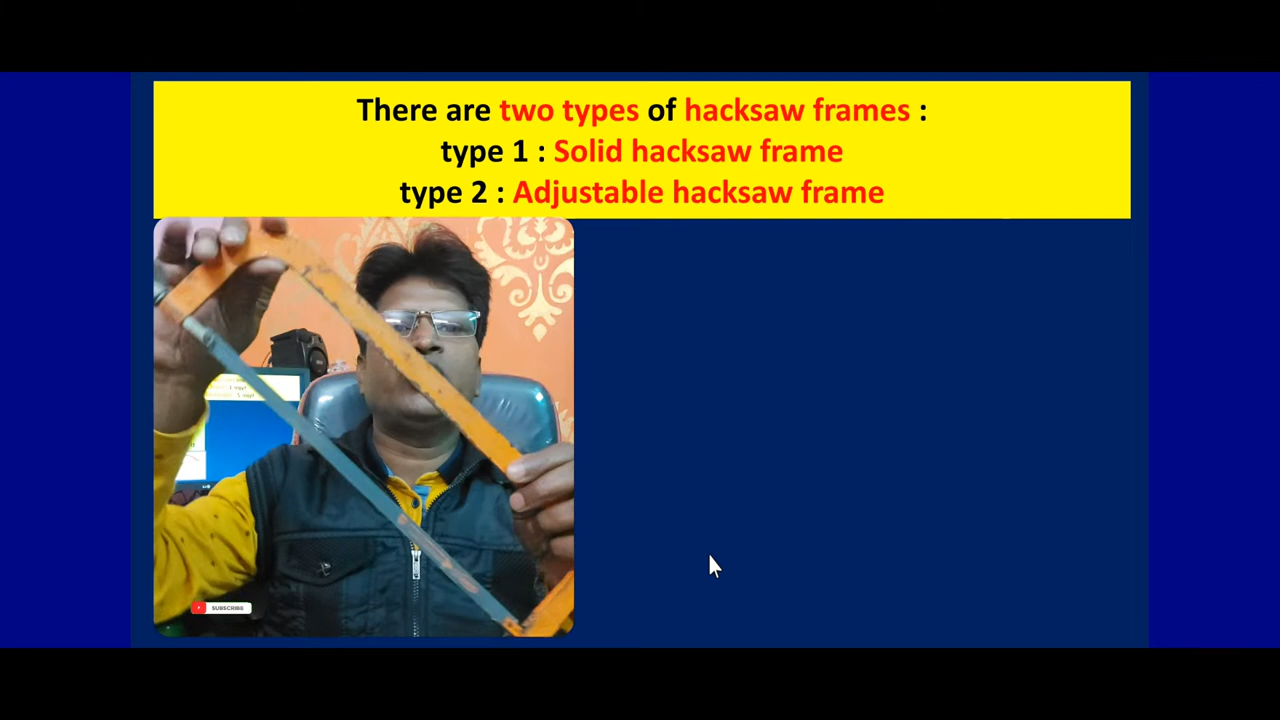 There are two types of hacksaw frames :
type 1 : Solid hacksaw frame
type 2 : Adjustable hacksaw frame
SUBSCRIBE